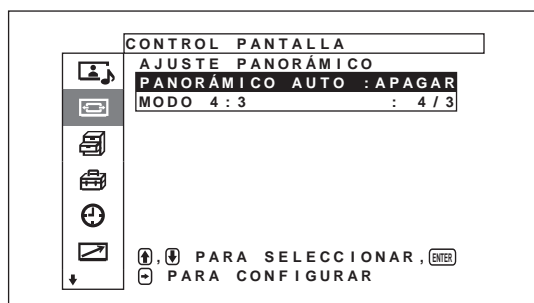 CONTROL PANTALLA
AJUSTE PANORÁMICO
PANORÁMICO AUTO :APAGAR
MODO 4:3 : 4/3
, PARA SELECCIONAR, ENTER
PARA CONFIGURAR